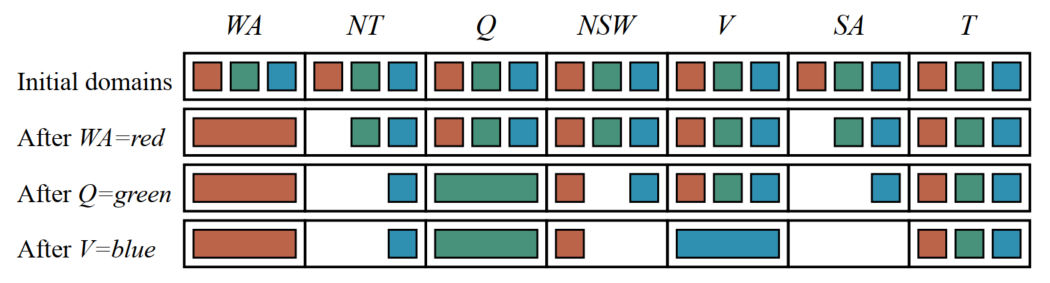 WA NT Q NSW V SA T
Initial domains
After WA=red
After Q=green
After V=blue